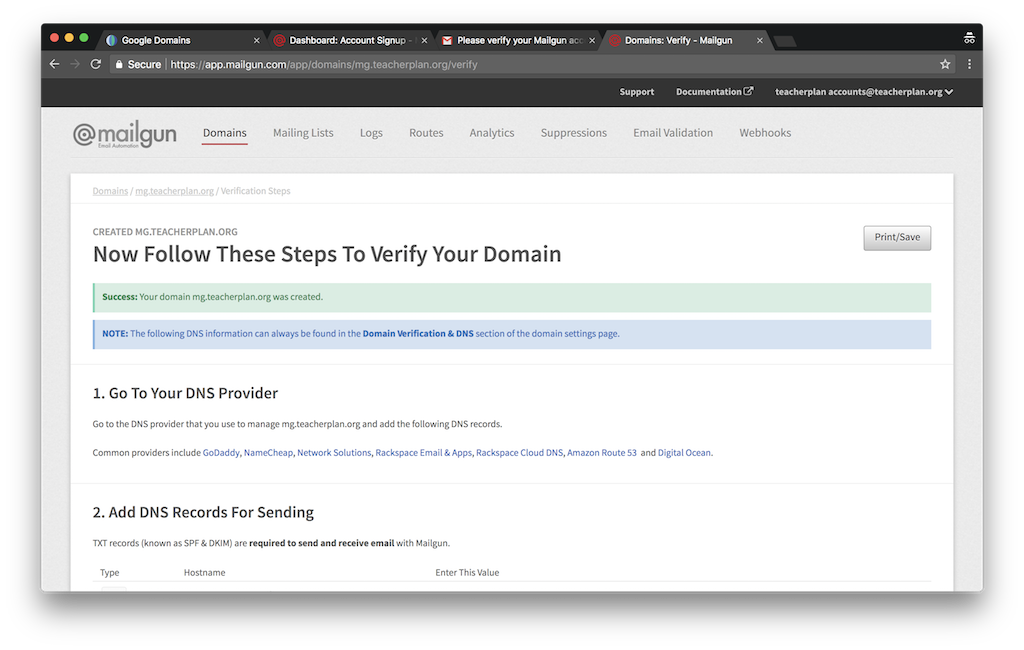 Google Domains
Dashboard: Account Signup -
Please verify your Mailgun acc
Domains: Verify - Mailgun
Secure https://app.mailgun.com/app/domains/mg.teacherplan.org/verify
Support Documentation teacherplan accounts@teacherplan.org
@mailgun
Email Automation
Domains Mailing Lists Logs Routes Analytics Suppressions Email Validation Webhooks
Domains / mg.teacherplan.org / Verification Steps
CREATED MG.TEACHERPLAN.ORG
Now Follow These Steps To Verify Your Domain
Print/Save
Success: Your domain mg.teacherplan.org was created.
NOTE: The following DNS information can always be found in the Domain Verification & DNS section of the domain settings page.
1. Go To Your DNS Provider
Go to the DNS provider that you use to manage mg.teacherplan.org and add the following DNS records.
Common providers include GoDaddy, NameCheap, Network Solutions, Rackspace Email & Apps, Rackspace Cloud DNS, Amazon Route 53 and Digital Ocean.
2. Add DNS Records For Sending
TXT records (known as SPF & DKIM) are required to send and receive email with Mailgun.
Type Hostname Enter This Value